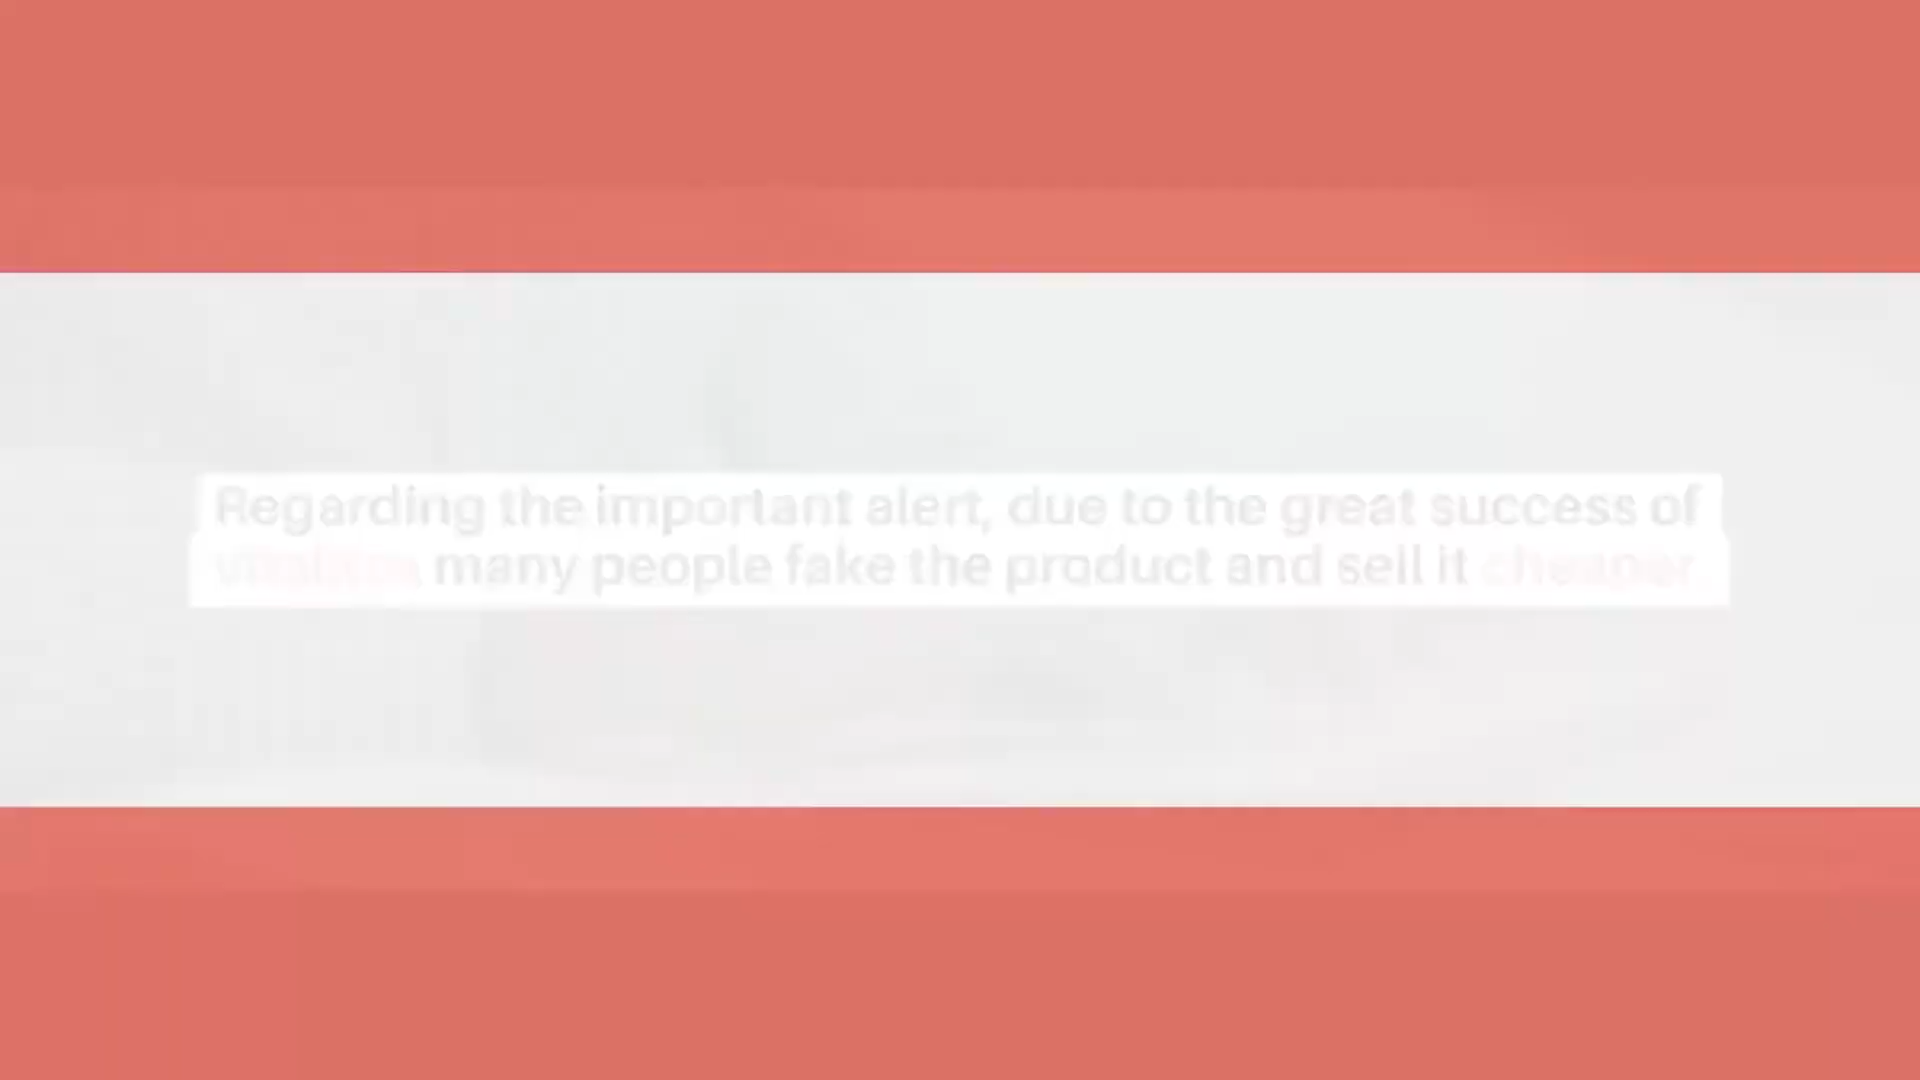 Regarding the important alert, due to the great success of
many people fake the product and sell it cheaper